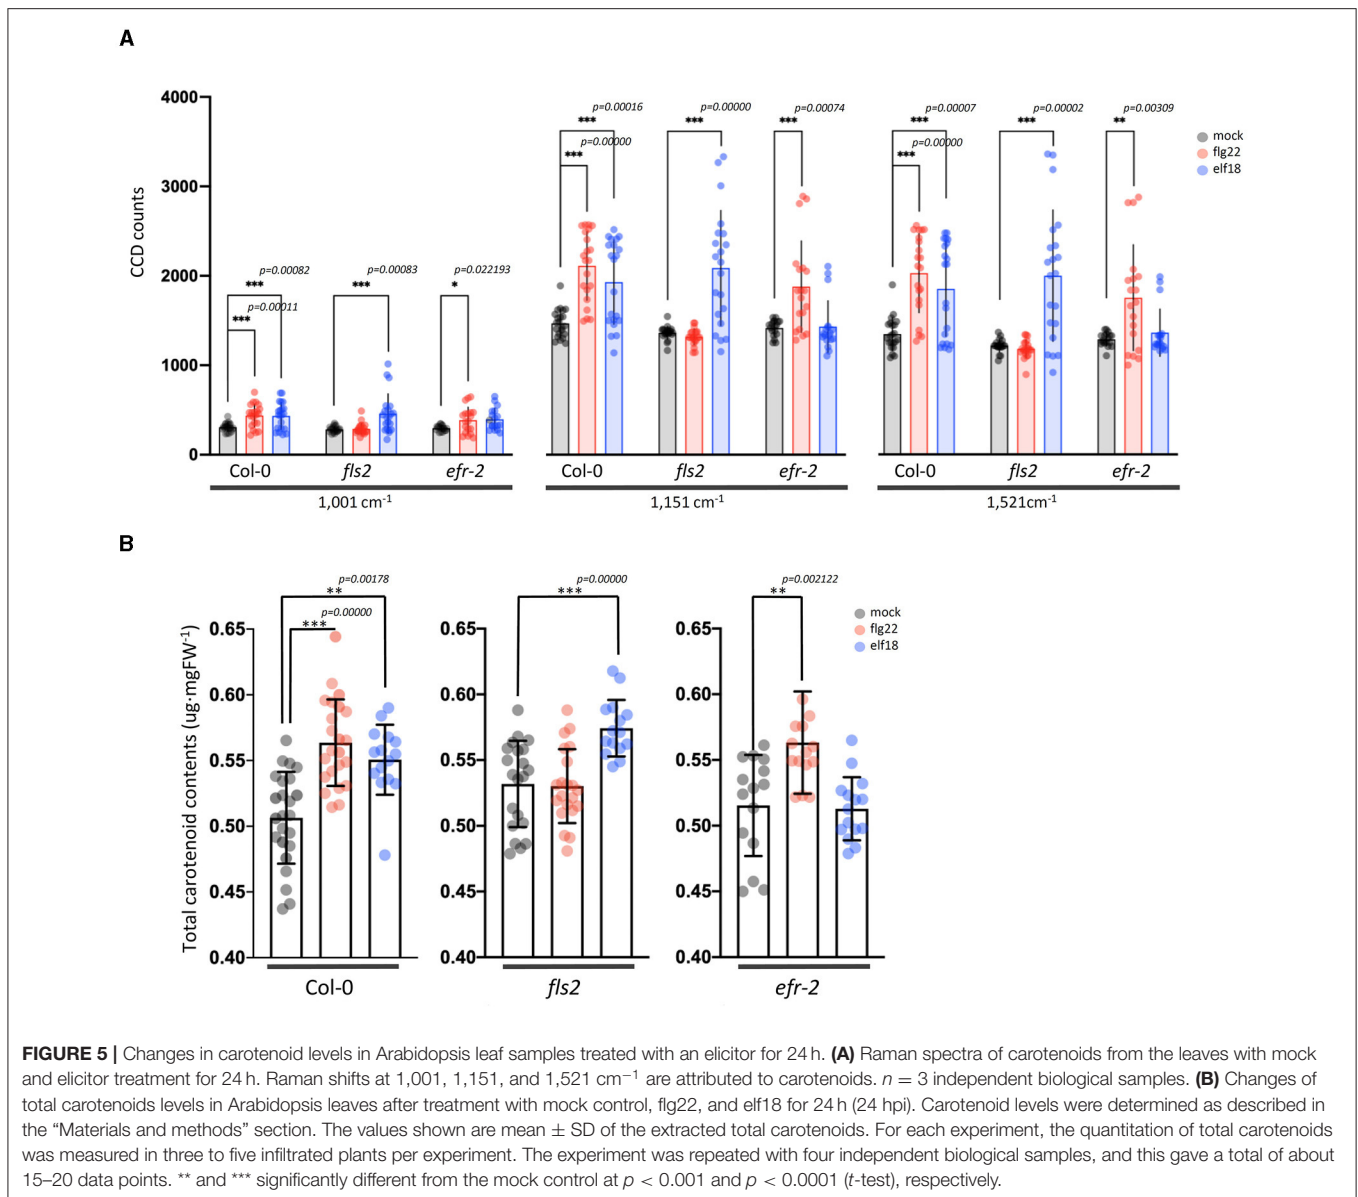 A
4000
3000
2000
1000
0
CCD counts
p=0.00082
***
p=0.00011
***
p=0.00083
***
p=0.022193
*
p=0.00016
***
p=0.00000
***
p=0.00000
***
p=0.00074
***
p=0.00007
***
p=0.00000
***
p=0.00002
***
p=0.00309
**
mock
flg22
elf18
Col-0 fls2 efr-2 Col-0 fls2 efr-2 Col-0 fls2 efr-2
1,001 cm-1 1,151 cm-1 1,521cm-1
B
Total carotenoid contents (ug·mgFW-1)
p=0.00178
**
p=0.00000
***
0.65
0.60
0.55
0.50
0.45
0.40
Col-0
p=0.00000
***
0.65
0.60
0.55
0.50
0.45
0.40
fls2
p=0.002122
**
0.65
0.60
0.55
0.50
0.45
0.40
efr-2
mock
flg22
elf18
FIGURE 5 | Changes in carotenoid levels in Arabidopsis leaf samples treated with an elicitor for 24 h. (A) Raman spectra of carotenoids from the leaves with mock
and elicitor treatment for 24 h. Raman shifts at 1,001, 1,151, and 1,521 cm−1 are attributed to carotenoids. n = 3 independent biological samples. (B) Changes of
total carotenoids levels in Arabidopsis leaves after treatment with mock control, flg22, and elf18 for 24 h (24 hpi). Carotenoid levels were determined as described in
the “Materials and methods” section. The values shown are mean ± SD of the extracted total carotenoids. For each experiment, the quantitation of total carotenoids
was measured in three to five infiltrated plants per experiment. The experiment was repeated with four independent biological samples, and this gave a total of about
15–20 data points. ** and *** significantly different from the mock control at p < 0.001 and p < 0.0001 (t-test), respectively.